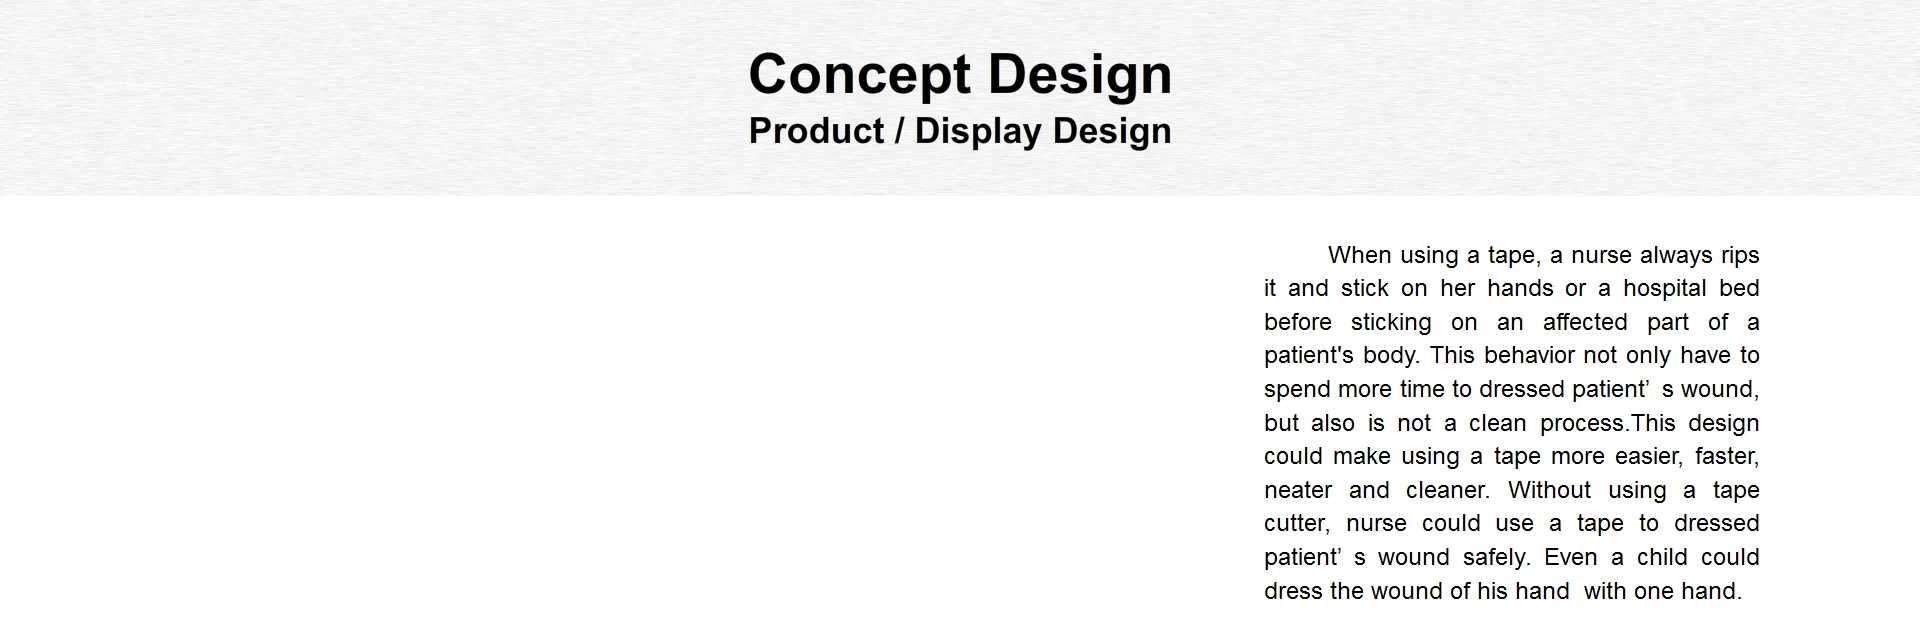 Concept Design
Product / Display Design
When using a tape, a nurse always rips
it and stick on her hands or a hospital bed
before sticking on an affected part of a
patient's body. This behavior not only have to
spend more time to dressed patient’ s wound,
but also is not a clean process.This design
could make using a tape more easier, faster,
neater and cleaner. Without using a tape
cutter, nurse could use a tape to dressed
patient’ s wound safely. Even a child could
dress the wound of his hand  with one hand.